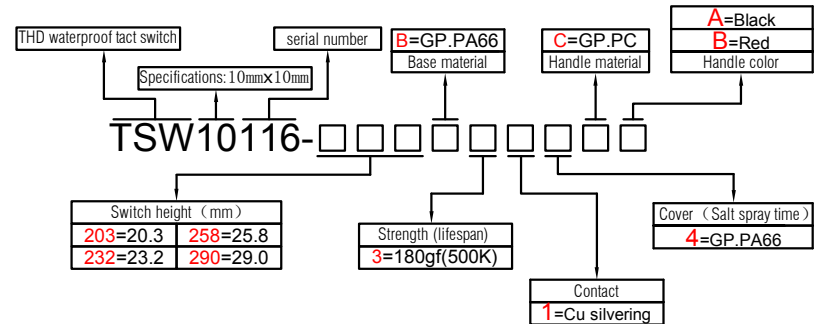 THD waterproof tact switch
serial number
Specifications:10mm×10mm
B=GP.PA66
Base material
C=GP.PC
Handle material
A=Black
B=Red
Handle color
TSW10116-□□□□□□□□□
Switch height（mm）
203=20.3 258=25.8
232=23.2 290=29.0
Strength (lifespan)
3=180gf(500K)
Contact
1=Cu silvering
Cover（Salt spray time）
4=GP.PA66